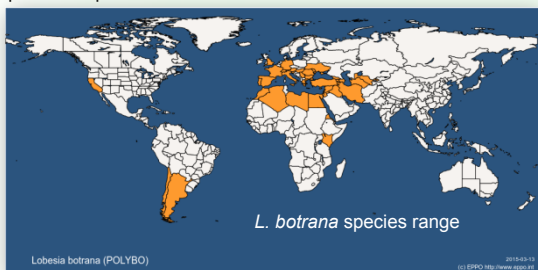 L. botrana species range
Lobesia botrana (POLYBO)
2015-03-13
(c) EPPO http://www.eppo.int